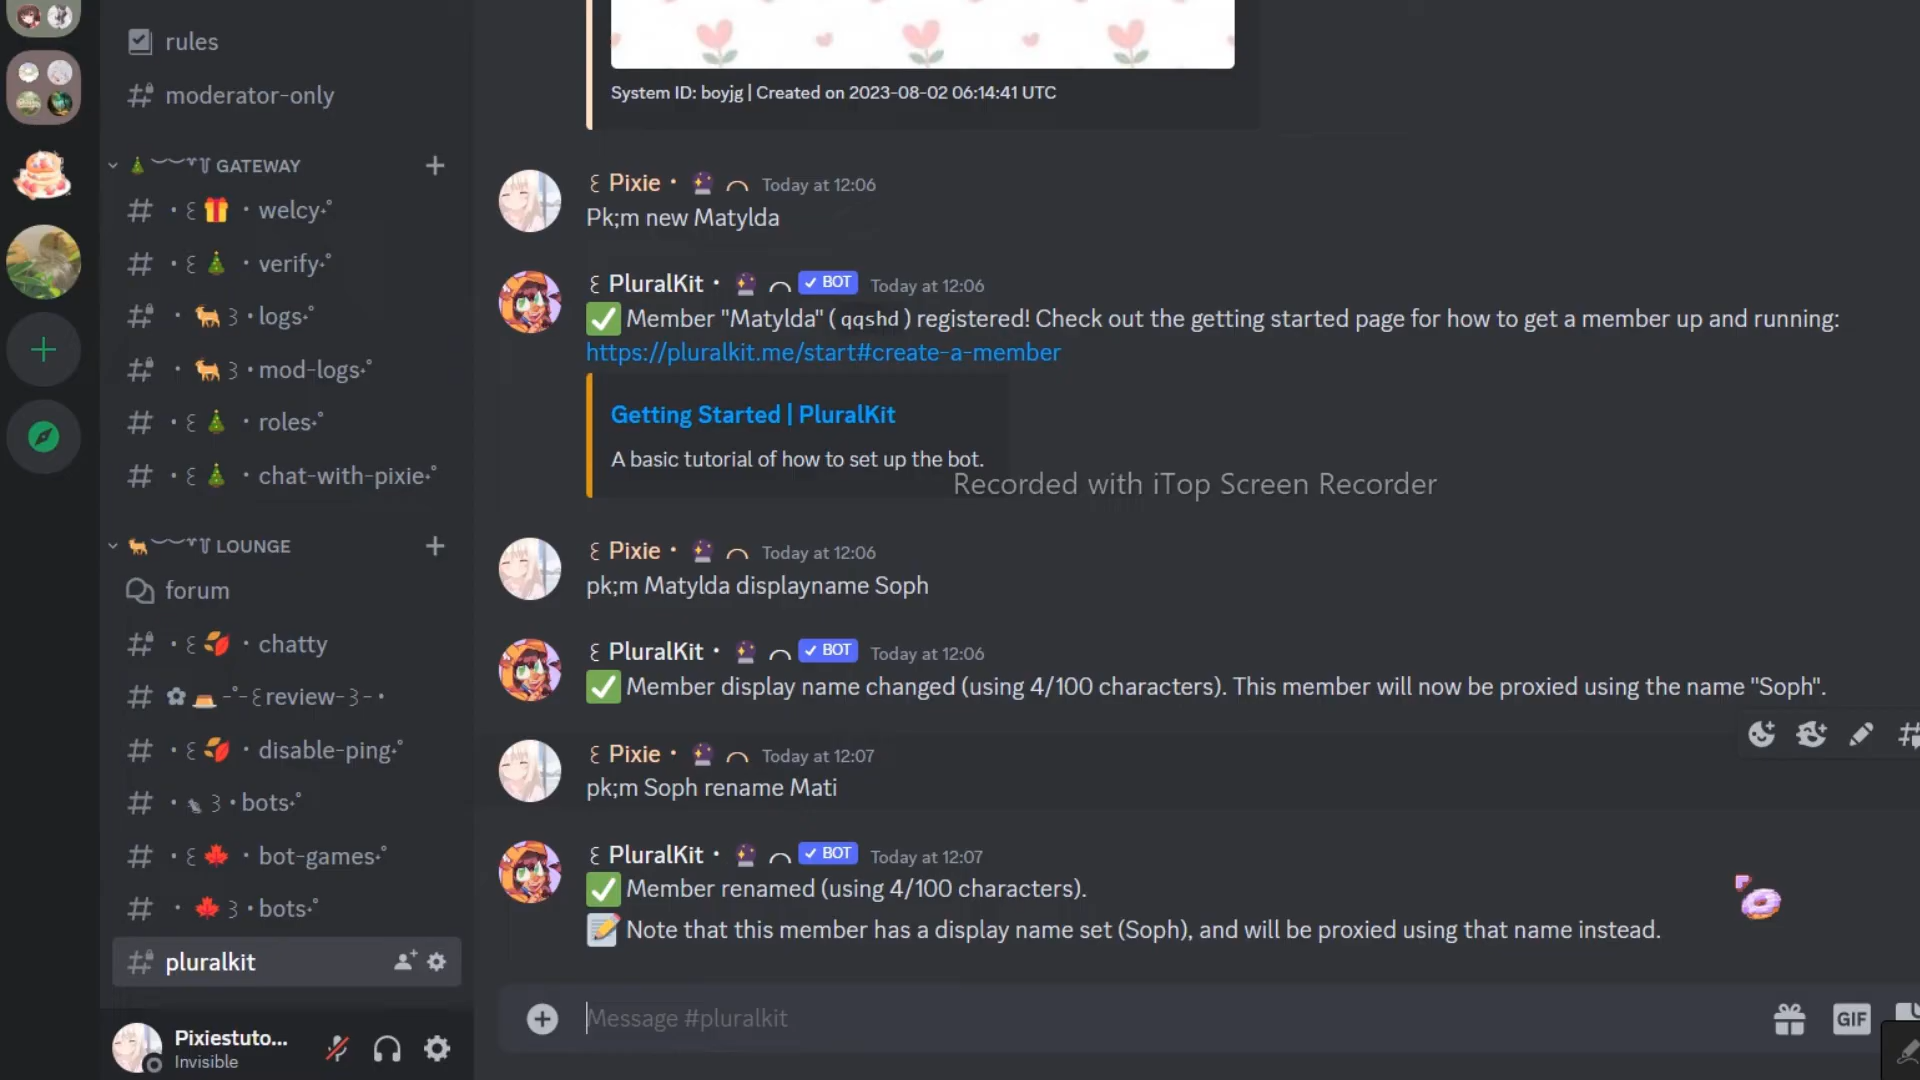 rules
moderator-only
GATEWAY
welcy
verify
logs
mod-logs
roles
chat-with-pixie
LOUNGE
forum
chatty
review
disable-ping
bots
bot-games
bots
pluralkit
Pixiestuto...
Invisible
System ID: boyjg | Created on 2023-08-02 06:14:41 UTC
Pixie • Today at 12:06
Pk;m new Matylda
PluralKit • ✓ BOT Today at 12:06
Member "Matylda" (qqshd) registered! Check out the getting started page for how to get a member up and running:
https://pluralkit.me/start#create-a-member
Getting Started | PluralKit
A basic tutorial of how to set up the bot.
Recorded with iTop Screen Recorder
Pixie • Today at 12:06
pk;m Matylda displayname Soph
PluralKit • ✓ BOT Today at 12:06
Member display name changed (using 4/100 characters). This member will now be proxied using the name "Soph".
Pixie • Today at 12:07
pk;m Soph rename Mati
PluralKit • ✓ BOT Today at 12:07
Member renamed (using 4/100 characters).
Note that this member has a display name set (Soph), and will be proxied using that name instead.
Message #pluralkit
GIF